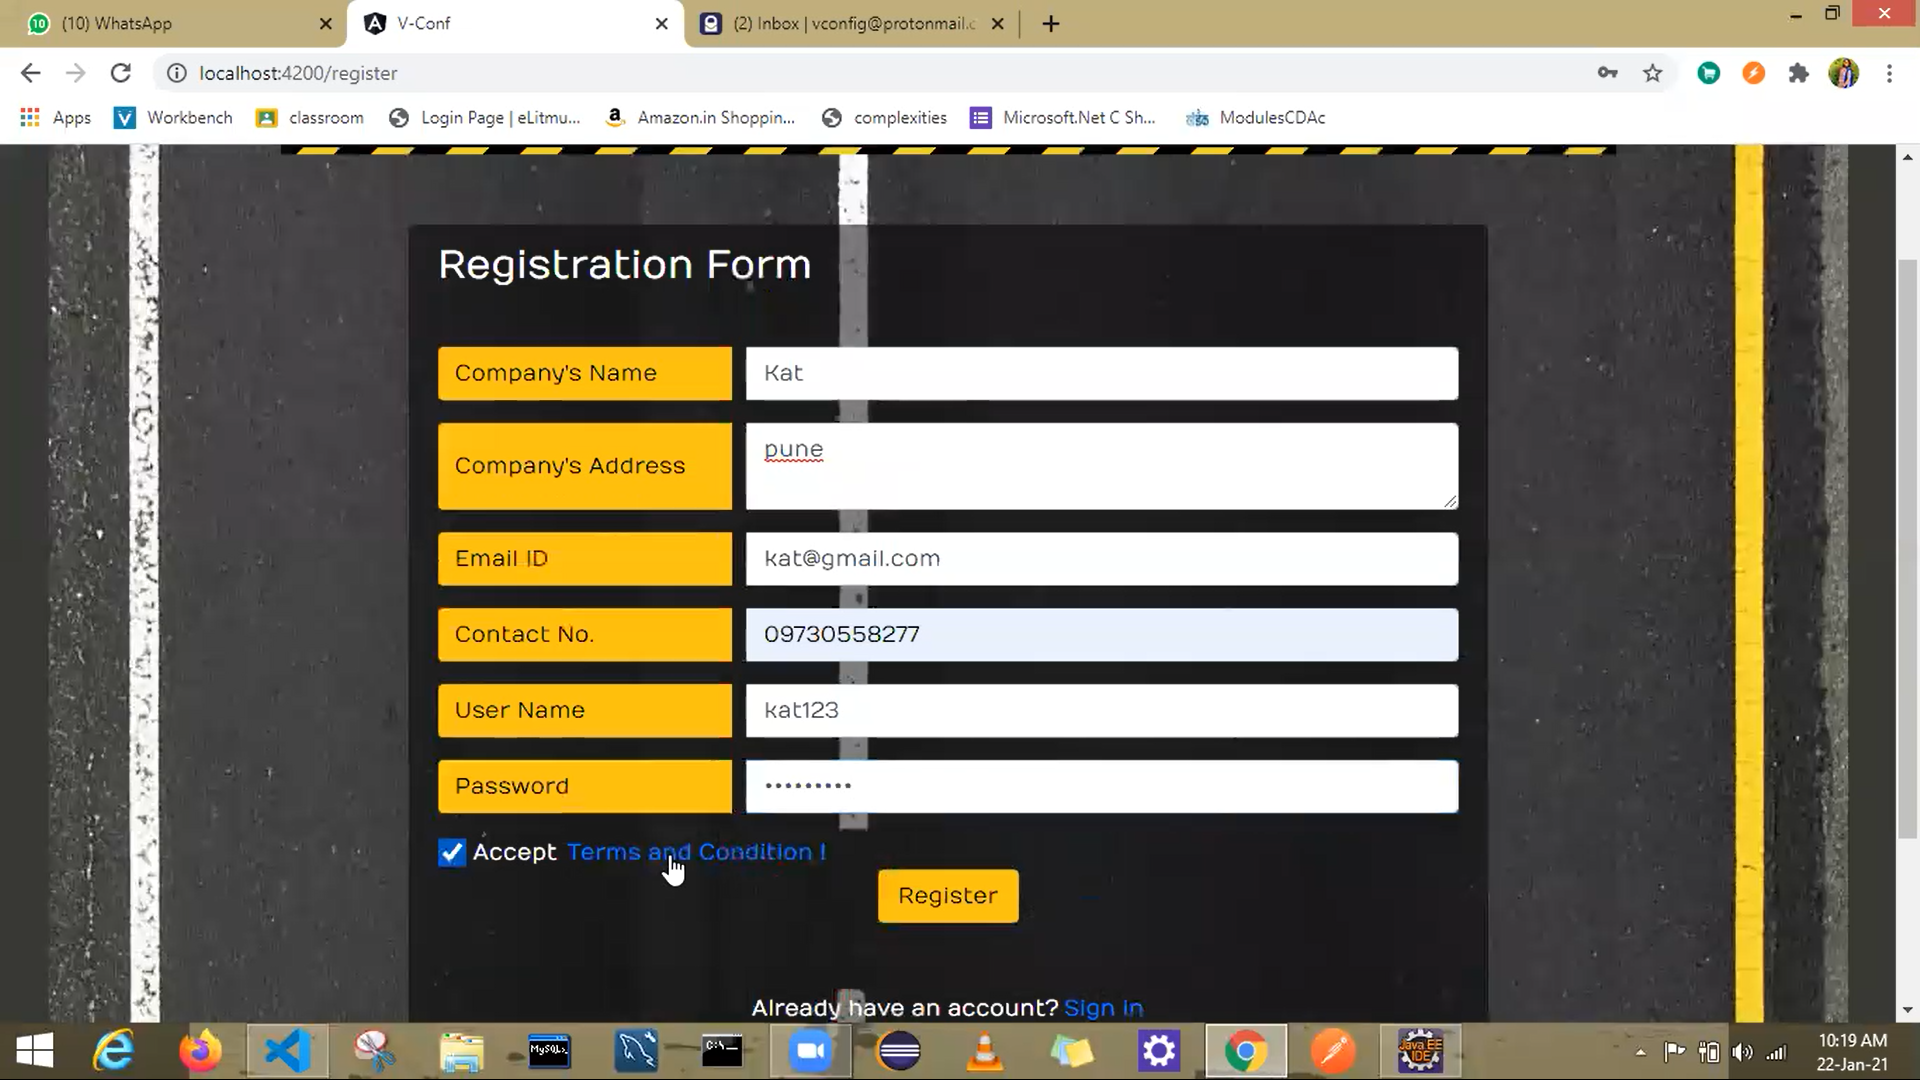 (10) WhatsApp
V-Conf
(2) Inbox | vconfig@protonmail.c
localhost:4200/register
Apps
Workbench
classroom
Login Page | eLitmu...
Amazon.in Shoppin...
complexities
Microsoft.Net C Sh...
ModulesCDAc
Registration Form
Company's Name
Kat
Company's Address
pune
Email ID
kat@gmail.com
Contact No.
09730558277
User Name
kat123
Password
•••••••••
Accept Terms and Condition !
Register
Already have an account? Sign In
MySQL
C:\
Java EE
IDE
10:19 AM
22-Jan-21